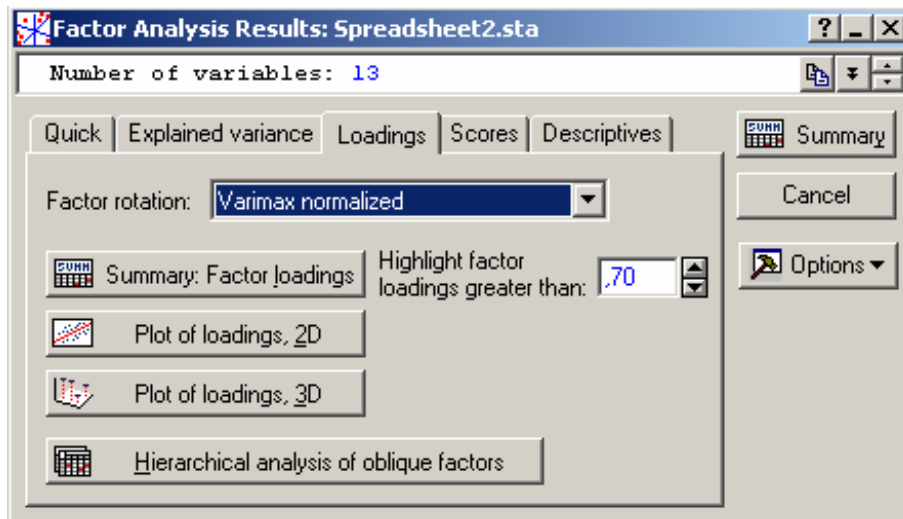 Factor Analysis Results: Spreadsheet2.sta
Number of variables: 13
Quick Explained variance Loadings Scores Descriptives
Summary
Cancel
Options
Factor rotation: Varimax normalized
Summary: Factor loadings
Highlight factor
loadings greater than: ,70
Plot of loadings, 2D
Plot of loadings, 3D
Hierarchical analysis of oblique factors